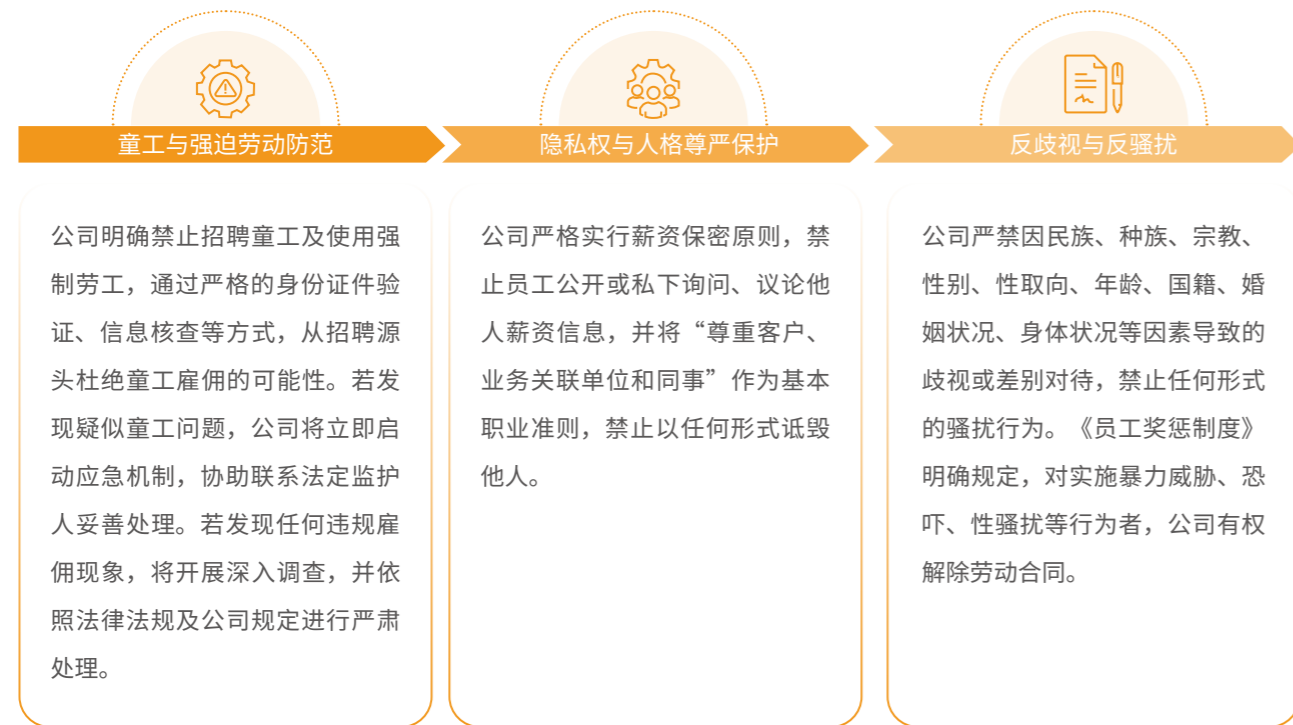 童工与强迫劳动防范
公司明确禁止招聘童工及使用强
制劳工，通过严格的身份证件验
证、信息核查等方式，从招聘源
头杜绝童工雇佣的可能性。若发
现疑似童工问题，公司将立即启
动应急机制，协助联系法定监护
人妥善处理。若发现任何违规雇
佣现象，将开展深入调查，并依
照法律法规及公司规定进行严肃
处理。
隐私权与人格尊严保护
公司严格实行薪资保密原则，禁
止员工公开或私下询问、议论他
人薪资信息，并将“尊重客户、
业务关联单位和同事”作为基本
职业准则，禁止以任何形式诋毁
他人。
反歧视与反骚扰
公司严禁因民族、种族、宗教、
性别、性取向、年龄、国籍、婚
姻状况、身体状况等因素导致的
歧视或差别对待，禁止任何形式
的骚扰行为。《员工奖惩制度》
明确规定，对实施暴力威胁、恐
吓、性骚扰等行为者，公司有权
解除劳动合同。